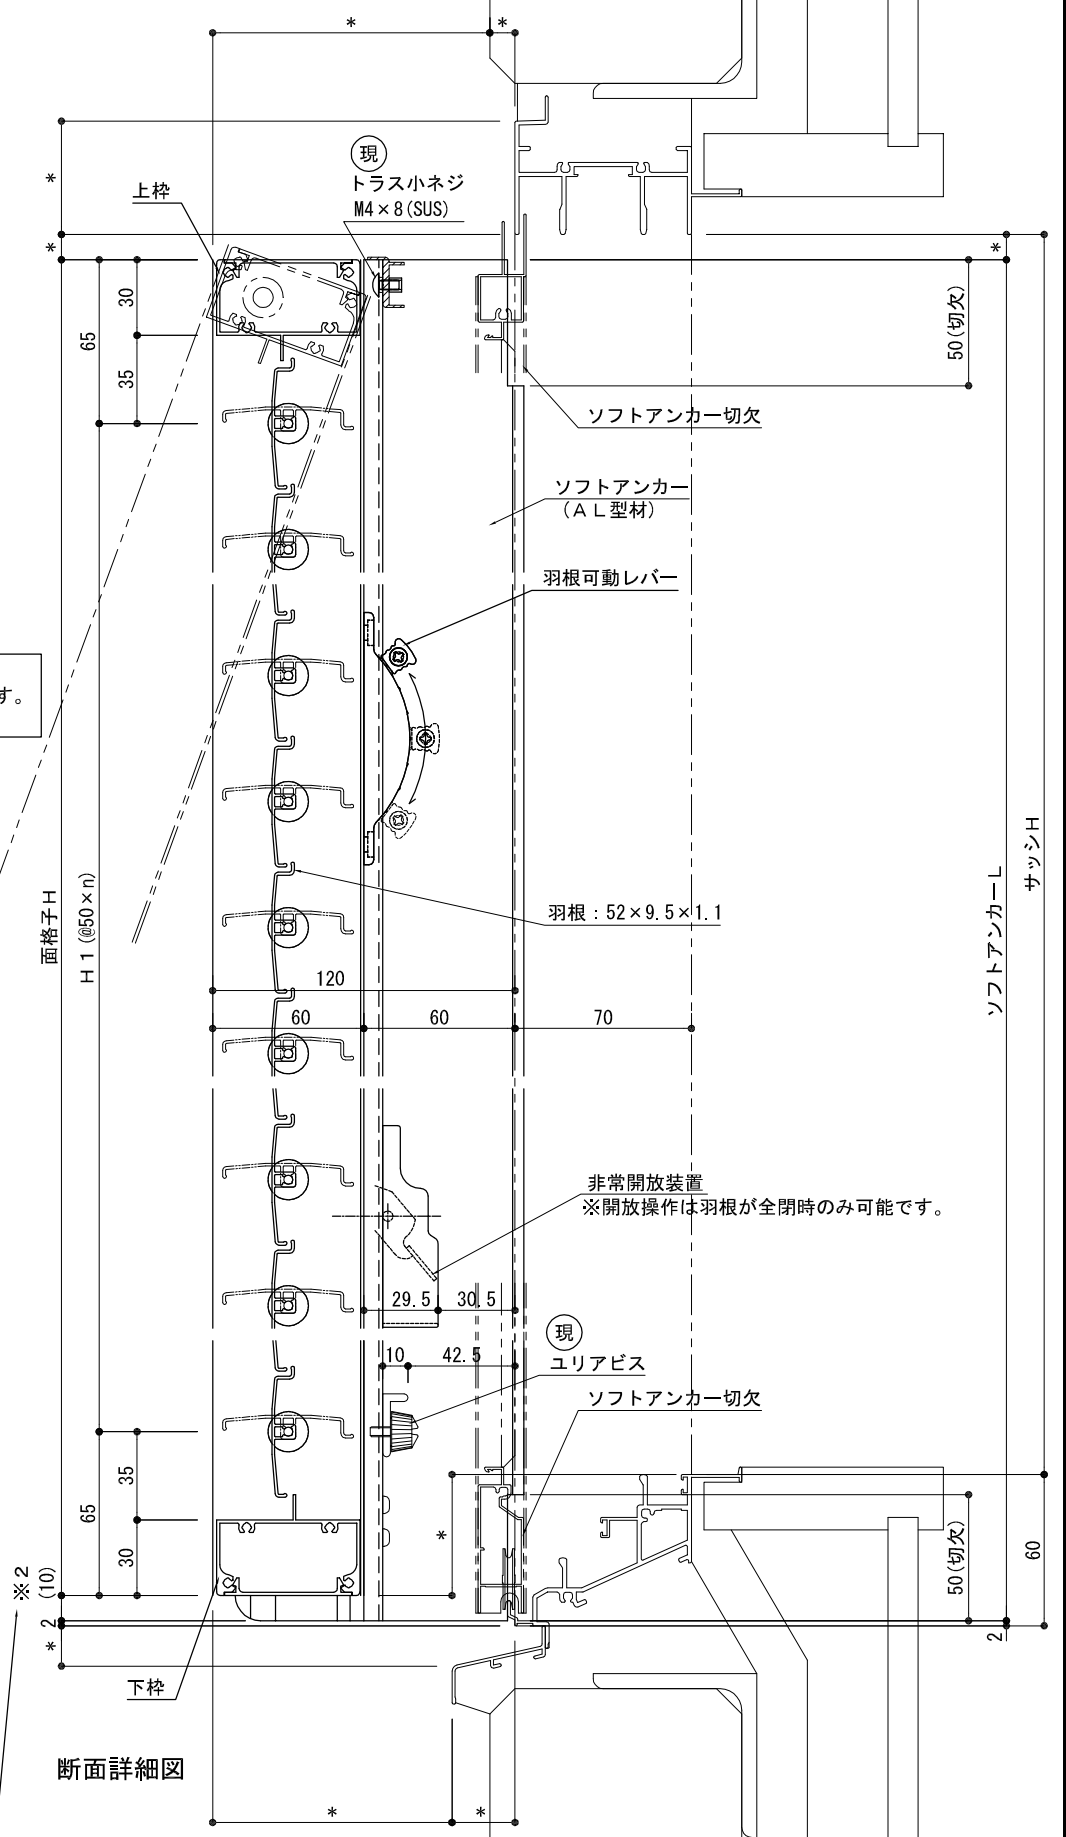 *
*
現
トラス小ネジ
M4×8(SUS)
上枠
*
*
*
30
65
35
50(切欠)
ソフトアンカー切欠
ソフトアンカー
(AL型材)
羽根可動レバー
す。
サッシH
ソフトアンカーL
面格子H
H1(@50×n)
羽根:52×9.5×1.1
120
60
60
70
非常開放装置
※開放操作は羽根が全閉時のみ可能です。
29.5
30.5
現
ユリアビス
10
42.5
ソフトアンカー切欠
35
65
30
*
50(切欠)
60
※2
(10)
2
*
2
下枠
断面詳細図
*
*